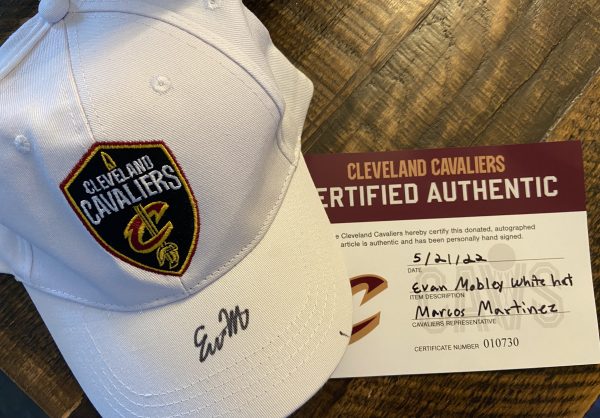 CLEVELAND
CAVALIERS
C
CLEVELAND CAVALIERS
ERTIFIED AUTHENTIC
e Cleveland Cavaliers hereby certify this donated, autographed
article is authentic and has been personally hand signed.
5/21/22
DATE
Evan Mobley White hat
ITEM DESCRIPTION
Marcos Martinez
CAVALIERS REPRESENTATIVE
CAVS
CERTIFICATE NUMBER 010730